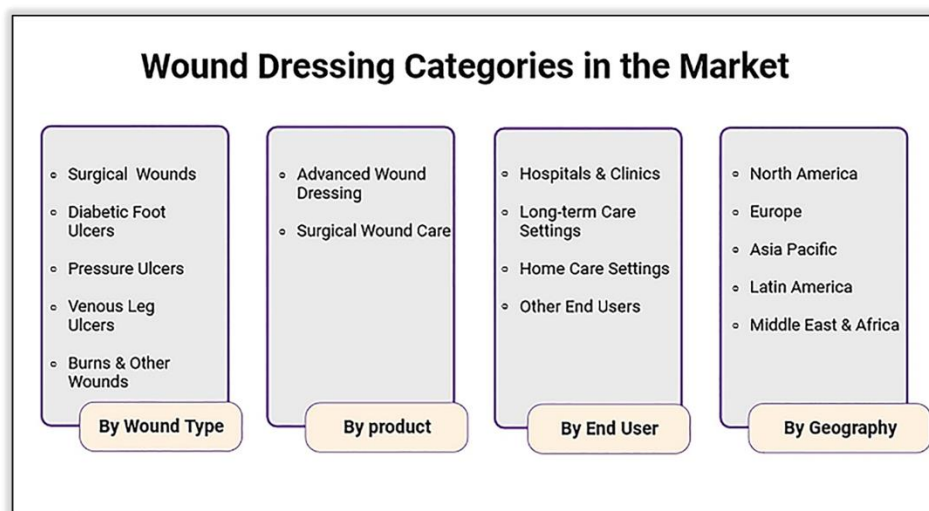 Wound Dressing Categories in the Market
Surgical Wounds
Diabetic Foot
Ulcers
Pressure Ulcers
Venous Leg
Ulcers
Burns & Other
Wounds
By Wound Type
Advanced Wound
Dressing
Surgical Wound Care
By product
Hospitals & Clinics
Long-term Care
Settings
Home Care Settings
Other End Users
By End User
North America
Europe
Asia Pacific
Latin America
Middle East & Africa
By Geography